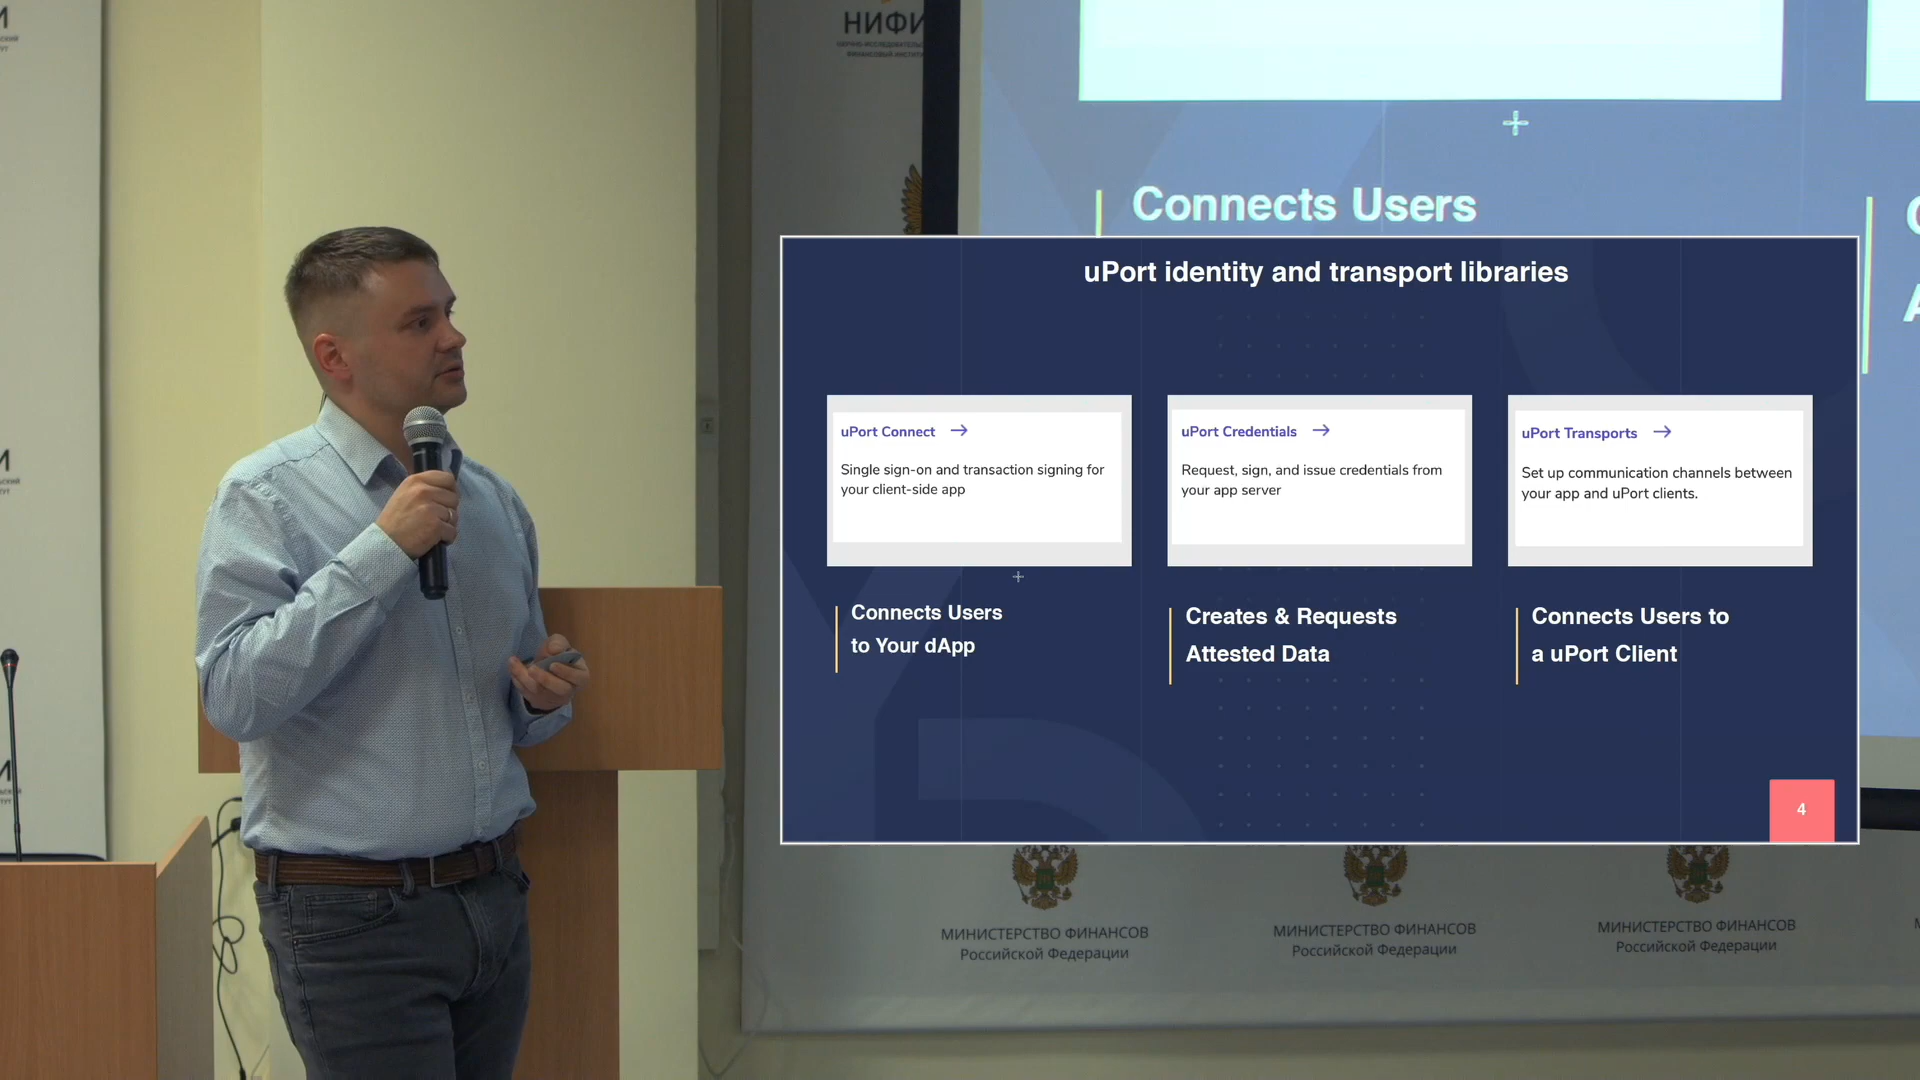 НИФИ
Connects Users
uPort identity and transport libraries
uPort Connect →
Single sign-on and transaction signing for
your client-side app
uPort Credentials →
Request, sign, and issue credentials from
your app server
uPort Transports →
Set up communication channels between
your app and uPort clients.
Connects Users
to Your dApp
Creates & Requests
Attested Data
Connects Users to
a uPort Client
4
МИНИСТЕРСТВО ФИНАНСОВ
Российской Федерации
МИНИСТЕРСТВО ФИНАНСОВ
Российской Федерации
МИНИСТЕРСТВО ФИНАНСОВ
Российской Федерации